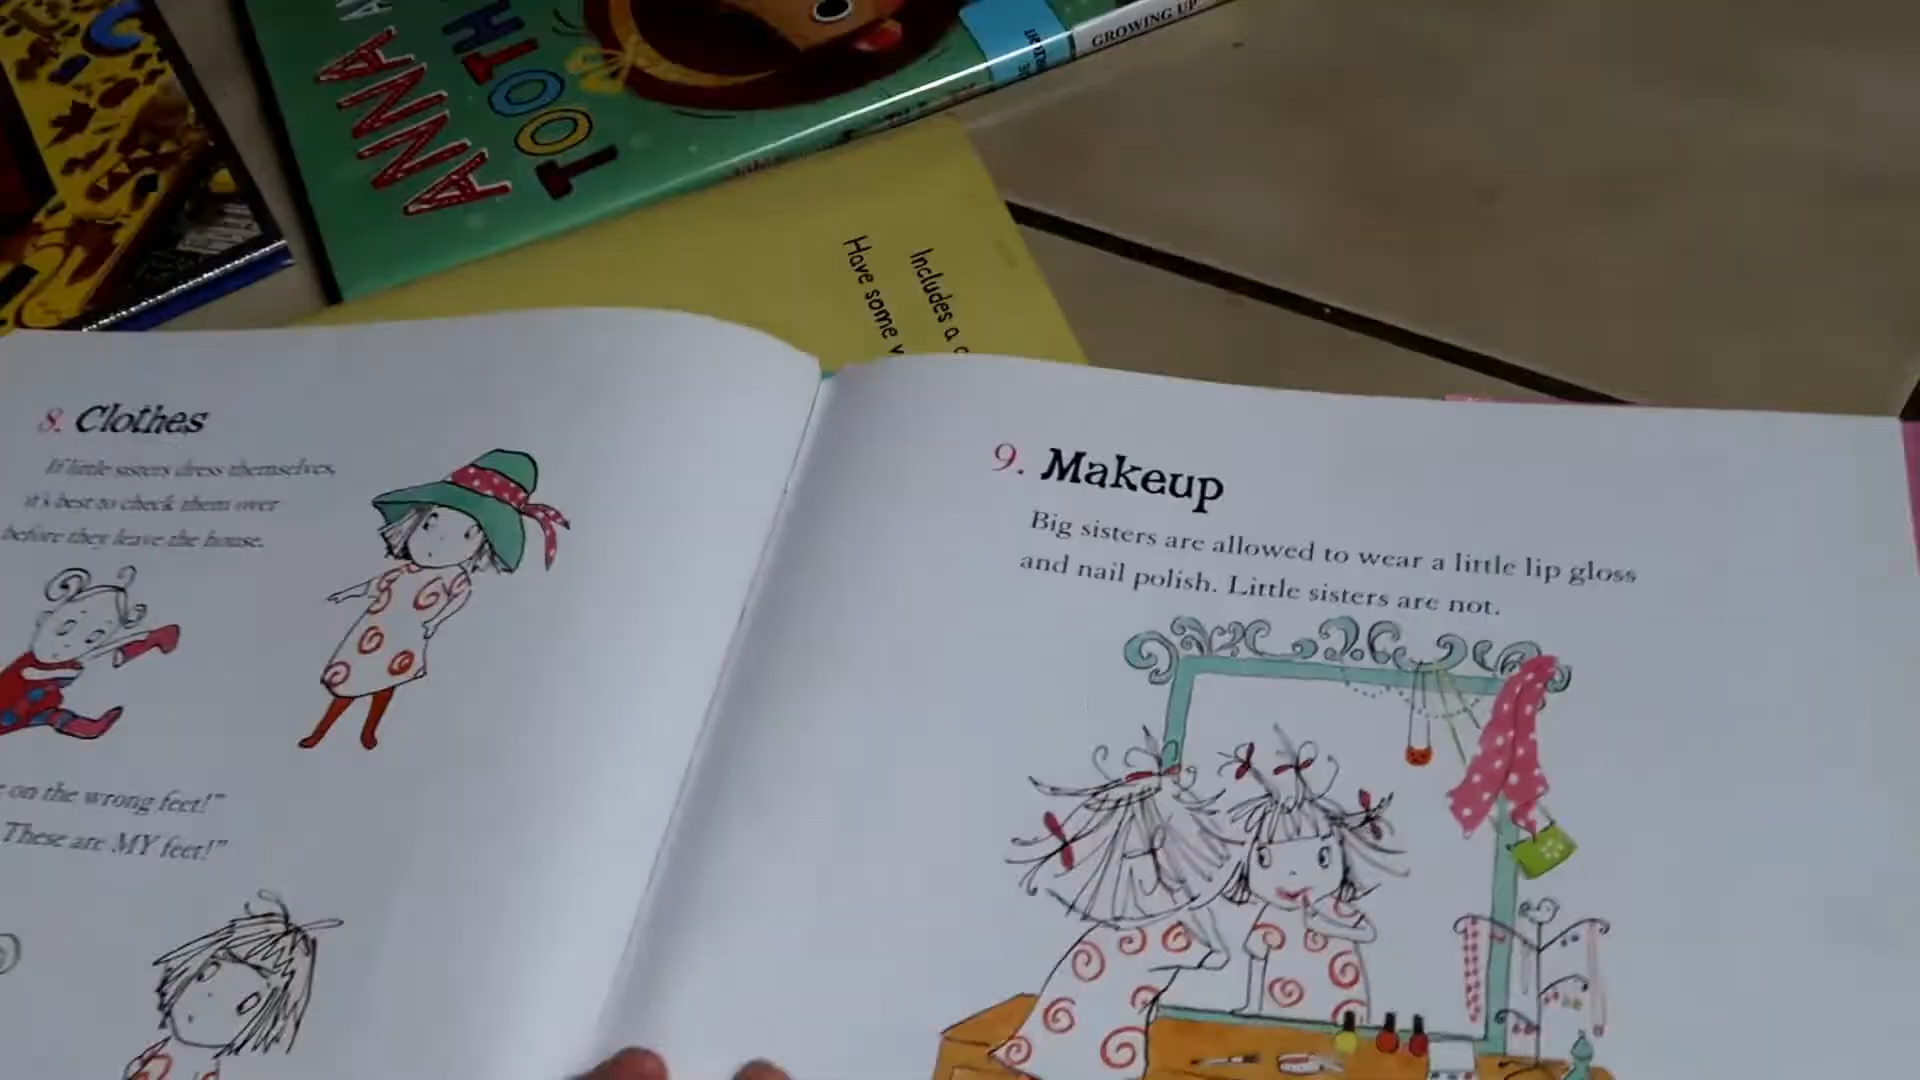 ANNA
TOOTH
GROWING UP
Includes a
Have some
8. Clothes
If little sisters dress themselves,
it's best to check them over
before they leave the house.
on the wrong feet!"
These are MY feet!"
9. Makeup
Big sisters are allowed to wear a little lip gloss
and nail polish. Little sisters are not.